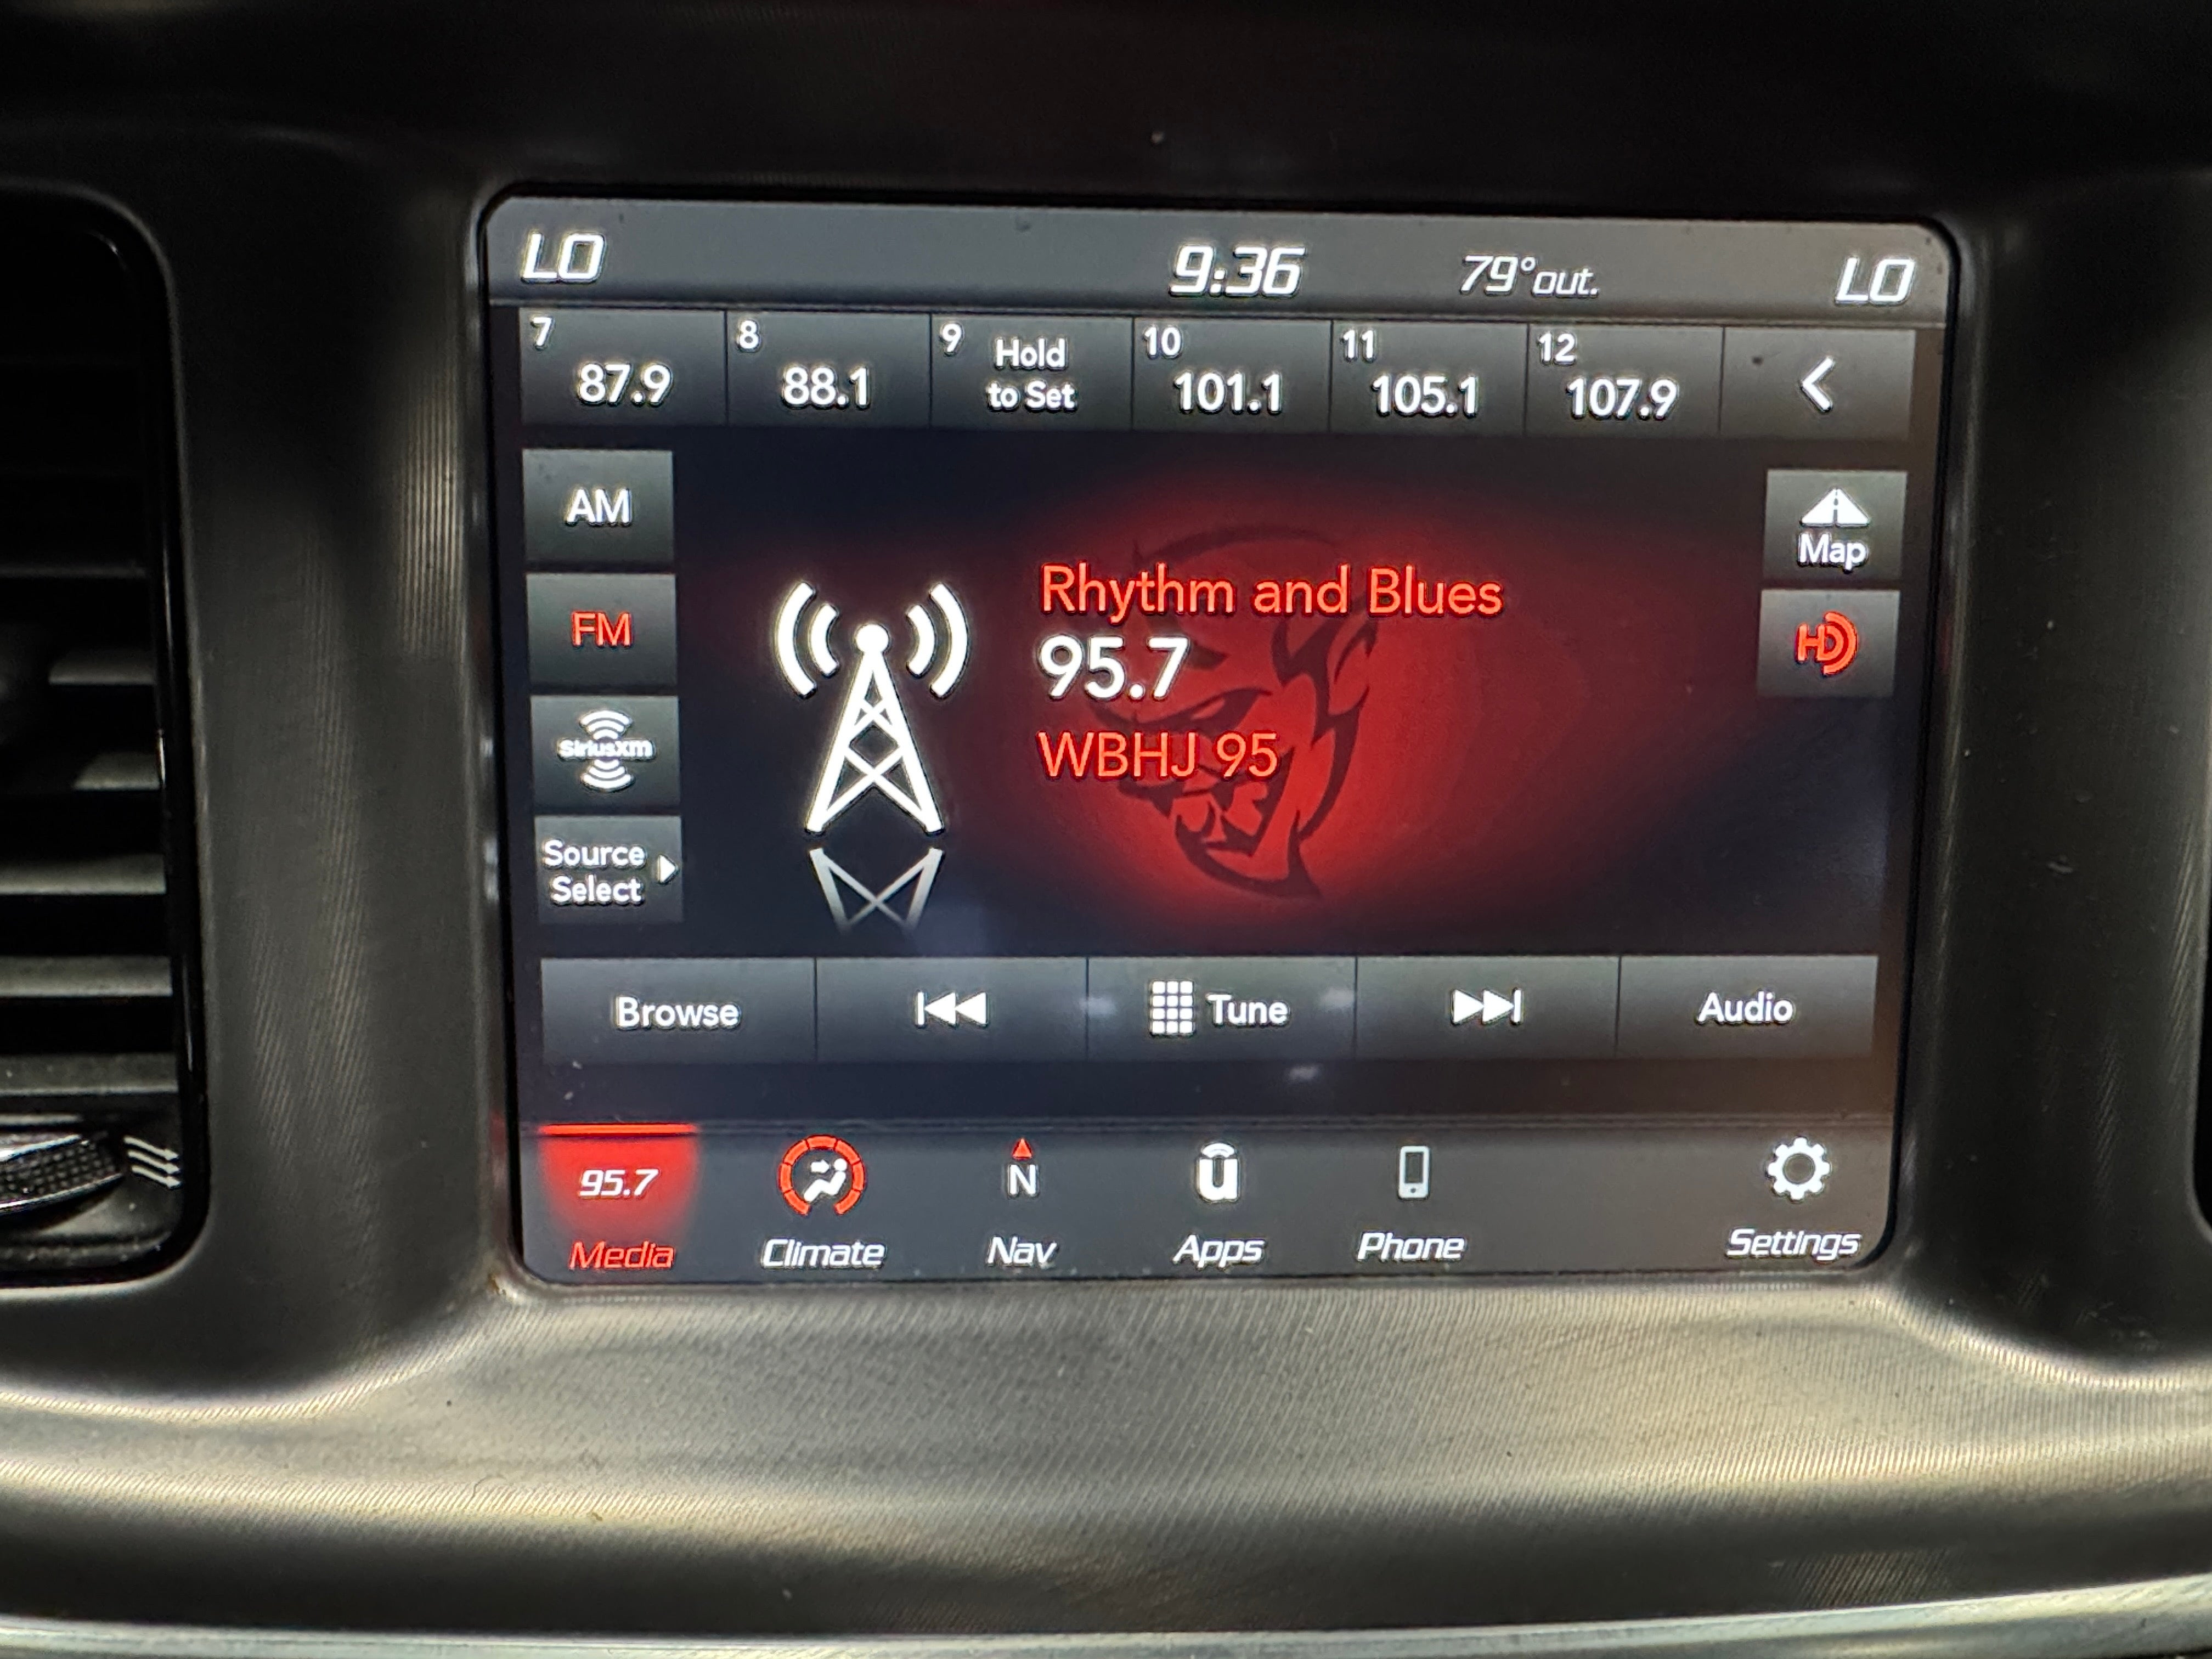 LO 9:36 79°out. LO
7 8 9 Hold 10 11 12
87.9 88.1 to Set 101.1 105.1 107.9
AM
Map
Rhythm and Blues
FM
HD
95.7
siriusxm
WBHJ 95
Source
Select
Browse Tune Audio
95.7 N u
Media Climate Nav Apps Phone Settings